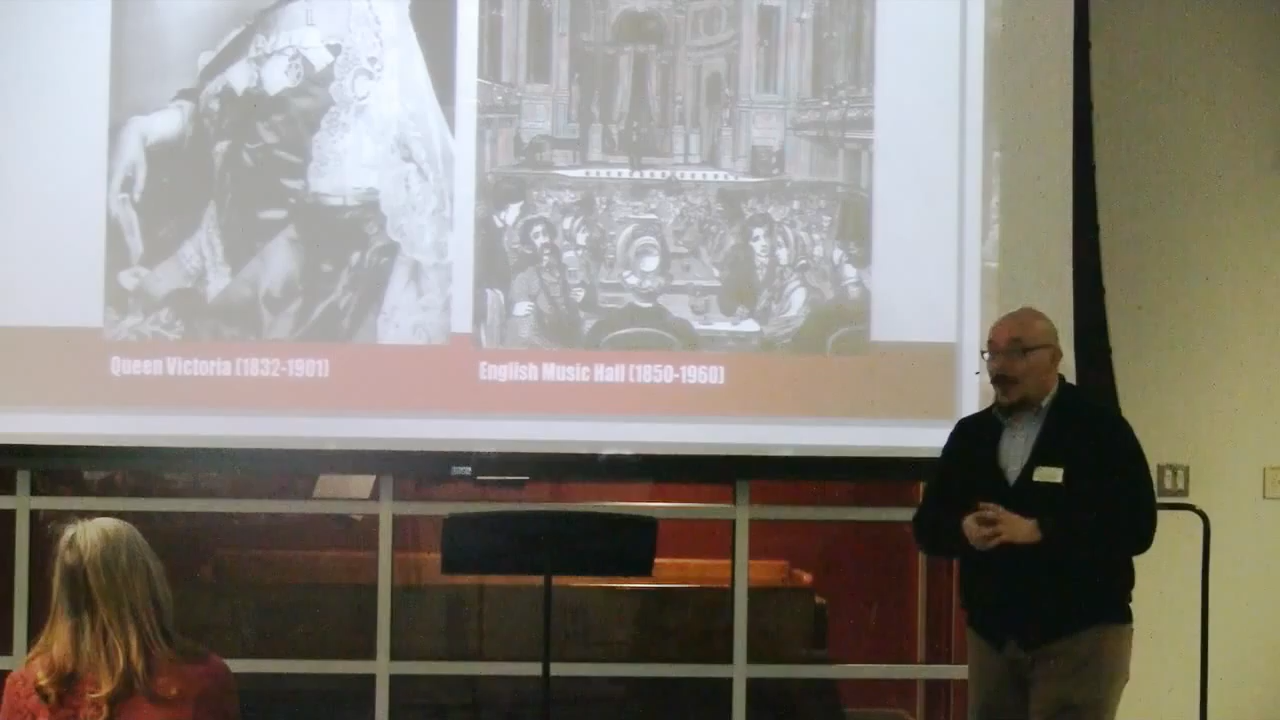 Queen Victoria (1832-1901)
English Music Hall (1850-1960)